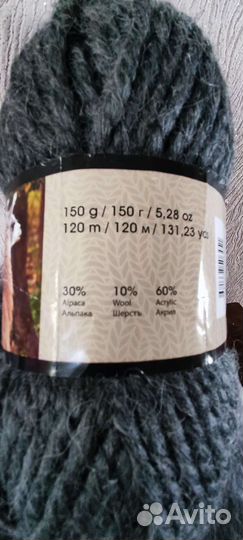 150 g / 150 г / 5,28 oz
120 m / 120 м / 131,23 yds
30% 10% 60%
Alpaca Wool Acrylic
Альпака Шерсть Акрил
Avito